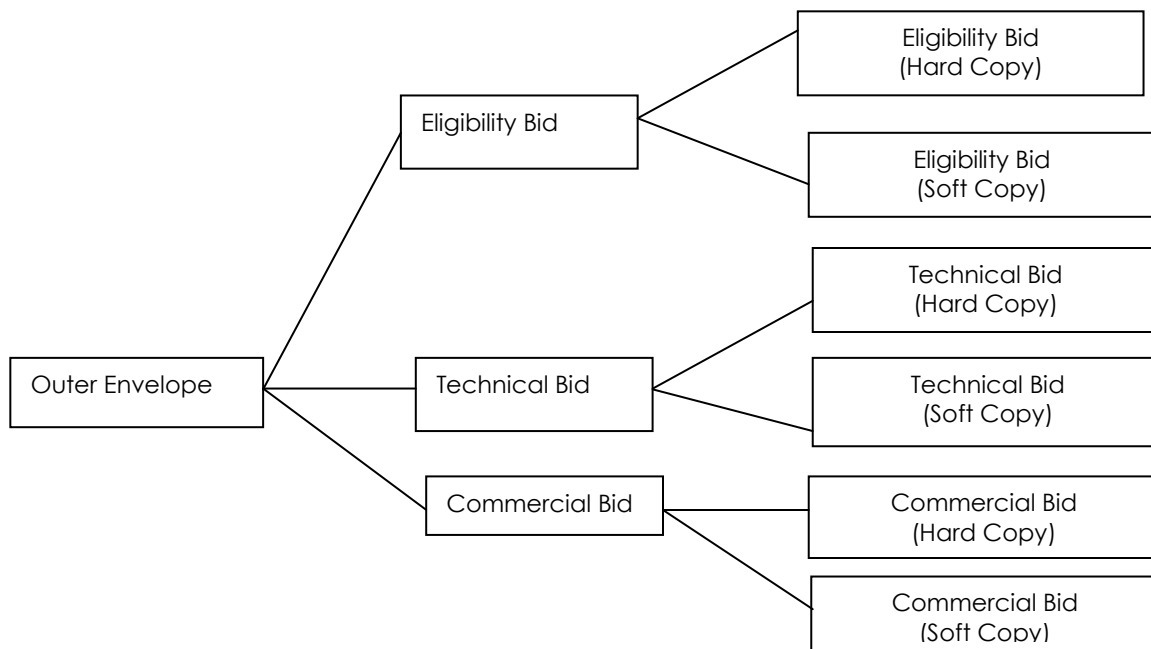 Eligibility Bid
(Hard Copy)
Eligibility Bid
Eligibility Bid
(Soft Copy)
Technical Bid
(Hard Copy)
Outer Envelope
Technical Bid
Technical Bid
(Soft Copy)
Commercial Bid
Commercial Bid
(Hard Copy)
Commercial Bid
(Soft Copy)